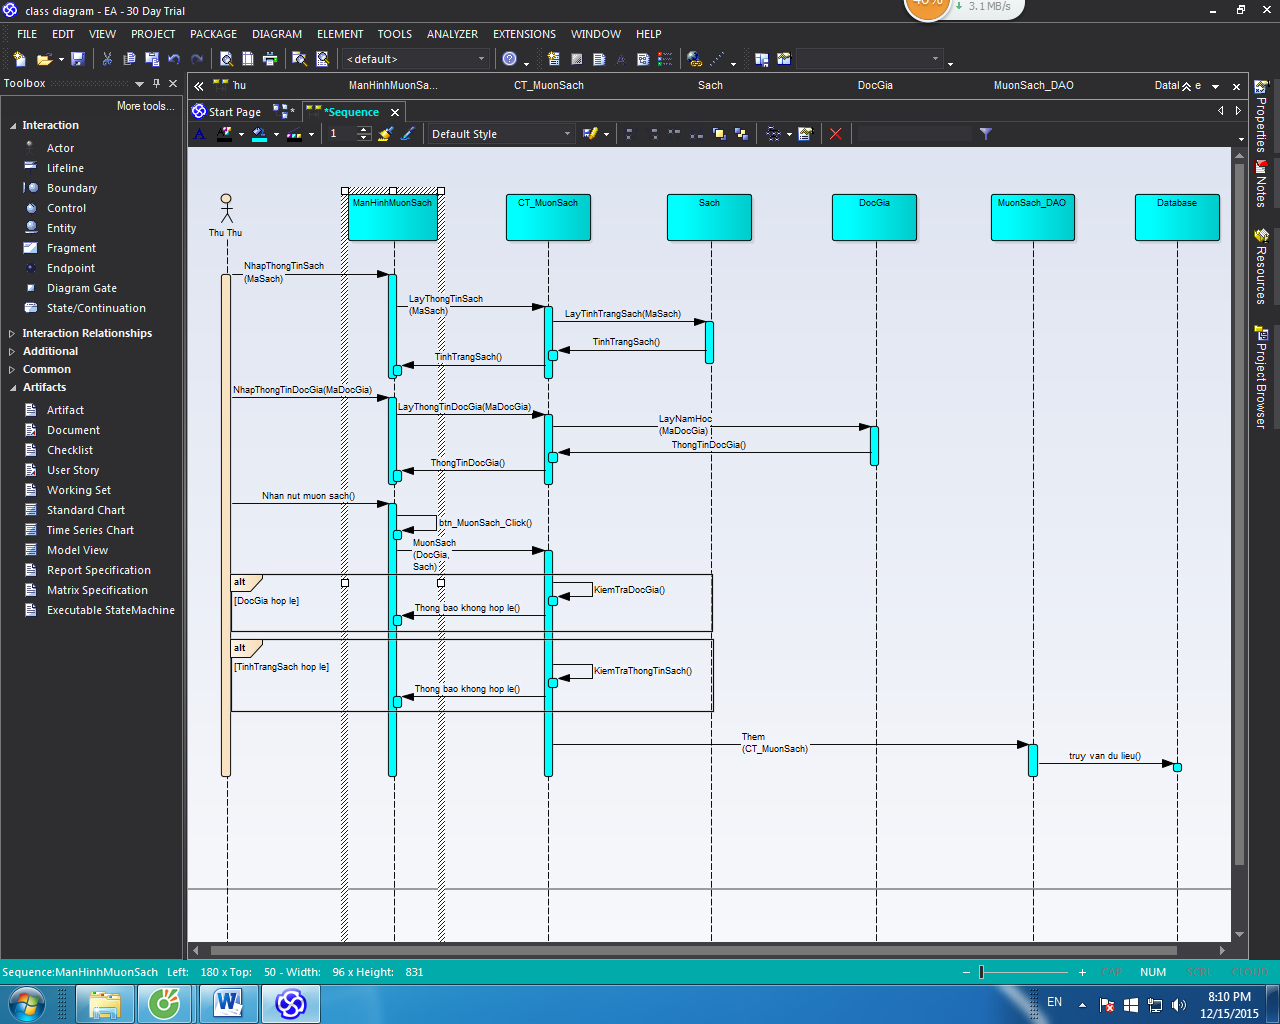 class diagram - EA - 30 Day Trial
40%
3.1 MB/s
FILE EDIT VIEW PROJECT PACKAGE DIAGRAM ELEMENT TOOLS ANALYZER EXTENSIONS WINDOW HELP
<default>
Toolbox
More tools...
Interaction
Actor
Lifeline
Boundary
Control
Entity
Fragment
Endpoint
Diagram Gate
State/Continuation
Interaction Relationships
Additional
Common
Artifacts
Artifact
Document
Checklist
User Story
Working Set
Standard Chart
Time Series Chart
Model View
Report Specification
Matrix Specification
Executable StateMachine
hu ManHinhMuonSa... CT_MuonSach Sach DocGia MuonSach_DAO Datal e
Start Page * *Sequence
A 1 Default Style
Properties
Notes
Resources
Project Browser
Thu Thu
ManHinhMuonSach
CT_MuonSach
Sach
DocGia
MuonSach_DAO
Database
NhapThongTinSach
(MaSach)
LayThongTinSach
(MaSach)
LayTinhTrangSach(MaSach)
TinhTrangSach()
TinhTrangSach()
NhapThongTinDocGia(MaDocGia)
LayThongTinDocGia(MaDocGia)
LayNamHoc
(MaDocGia)
ThongTinDocGia()
ThongTinDocGia()
Nhan nut muon sach()
btn_MuonSach_Click()
MuonSach
(DocGia,
Sach)
alt
[DocGia hop le]
KiemTraDocGia()
Thong bao khong hop le()
alt
[TinhTrangSach hop le]
KiemTraThongTinSach()
Thong bao khong hop le()
Them
(CT_MuonSach)
truy van du lieu()
Sequence:ManHinhMuonSach Left: 180 x Top: 50 - Width: 96 x Height: 831
CAP NUM SCRL CLOUD
EN
8:10 PM
12/15/2015